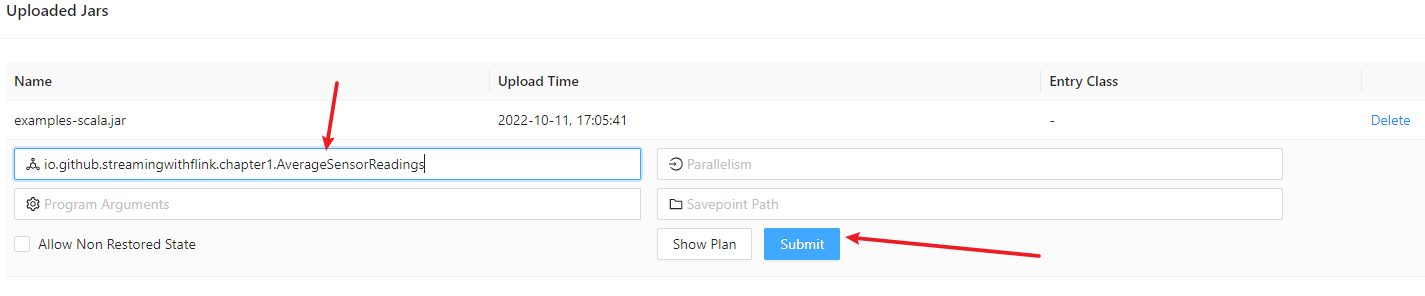 Uploaded Jars
Name Upload Time Entry Class
examples-scala.jar 2022-10-11, 17:05:41 - Delete
io.github.streamingwithflink.chapter1.AverageSensorReadings Parallelism
Program Arguments Savepoint Path
Allow Non Restored State Show Plan Submit